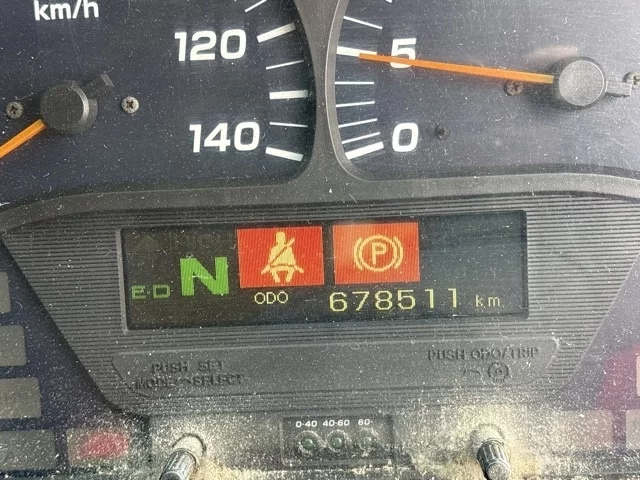 km/h
120
140
5
0
N
P
E-D
ODO 678511 km
PUSH SET
MODE→SELECT
PUSH ODO/TRIP
0-40 40-60 60-